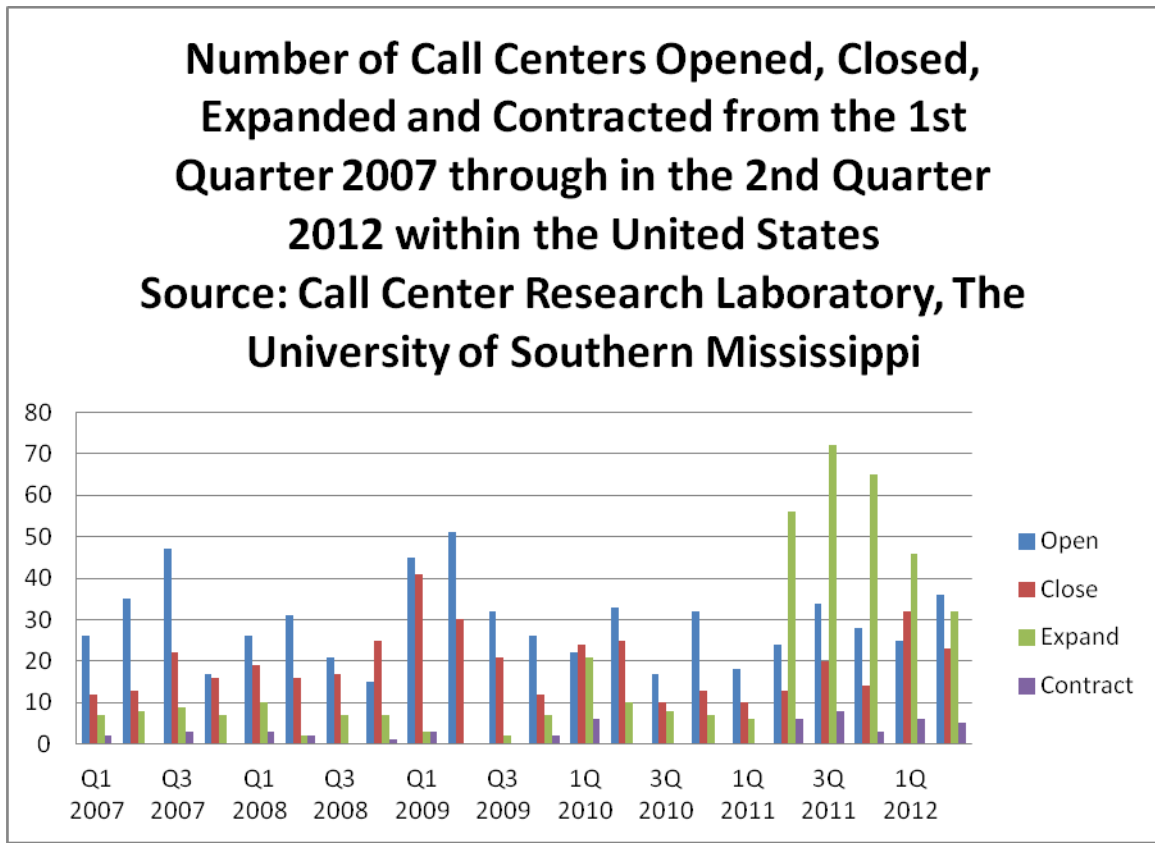 Number of Call Centers Opened, Closed,
Expanded and Contracted from the 1st
Quarter 2007 through in the 2nd Quarter
2012 within the United States
Source: Call Center Research Laboratory, The
University of Southern Mississippi
80
70
60
50
40
30
20
10
0
Q1 Q3 Q1 Q3 Q1 Q3 1Q 3Q 1Q 3Q 1Q
2007 2007 2008 2008 2009 2009 2010 2010 2011 2011 2012
Open
Close
Expand
Contract